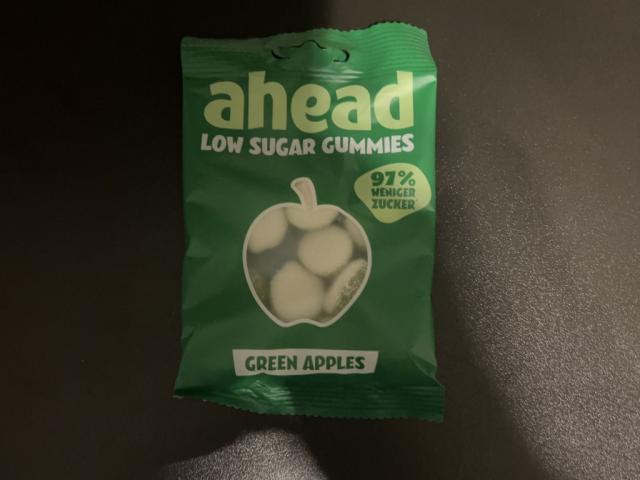 ahead
LOW SUGAR GUMMIES
97%
WENIGER
ZUCKER*
GREEN APPLES